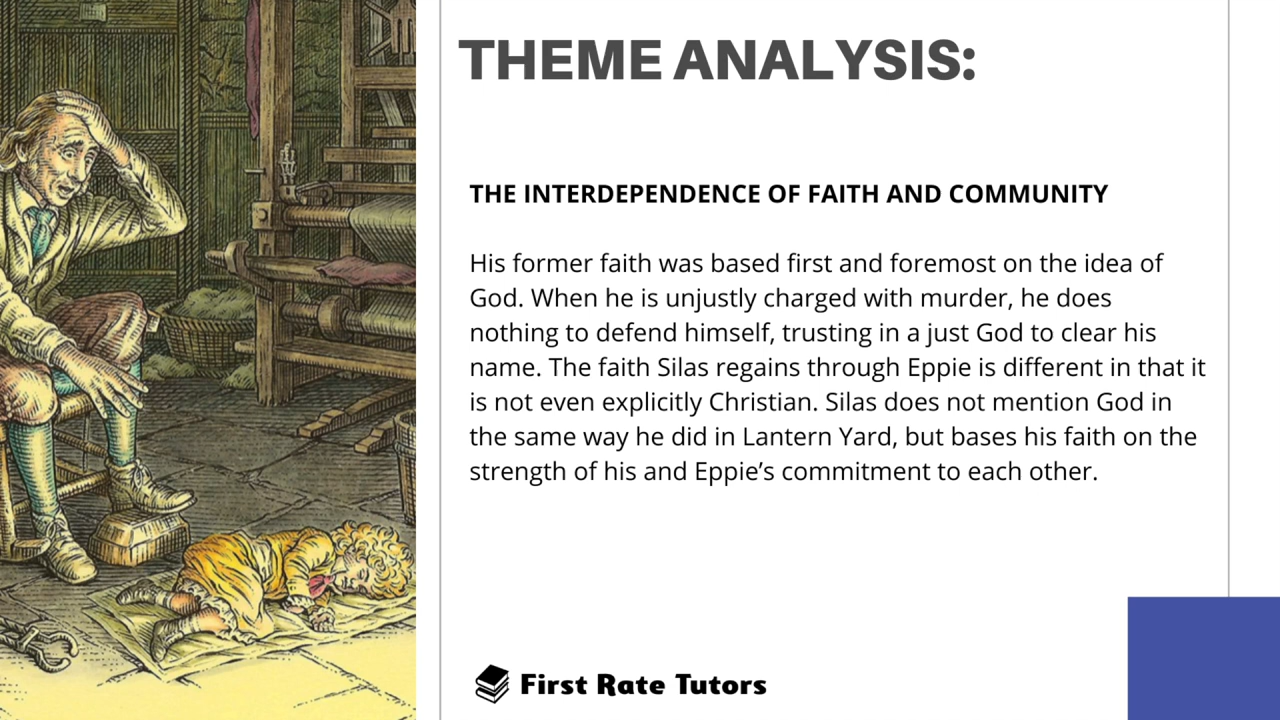 THEME ANALYSIS:
THE INTERDEPENDENCE OF FAITH AND COMMUNITY
His former faith was based first and foremost on the idea of
God. When he is unjustly charged with murder, he does
nothing to defend himself, trusting in a just God to clear his
name. The faith Silas regains through Eppie is different in that it
is not even explicitly Christian. Silas does not mention God in
the same way he did in Lantern Yard, but bases his faith on the
strength of his and Eppie’s commitment to each other.
First Rate Tutors